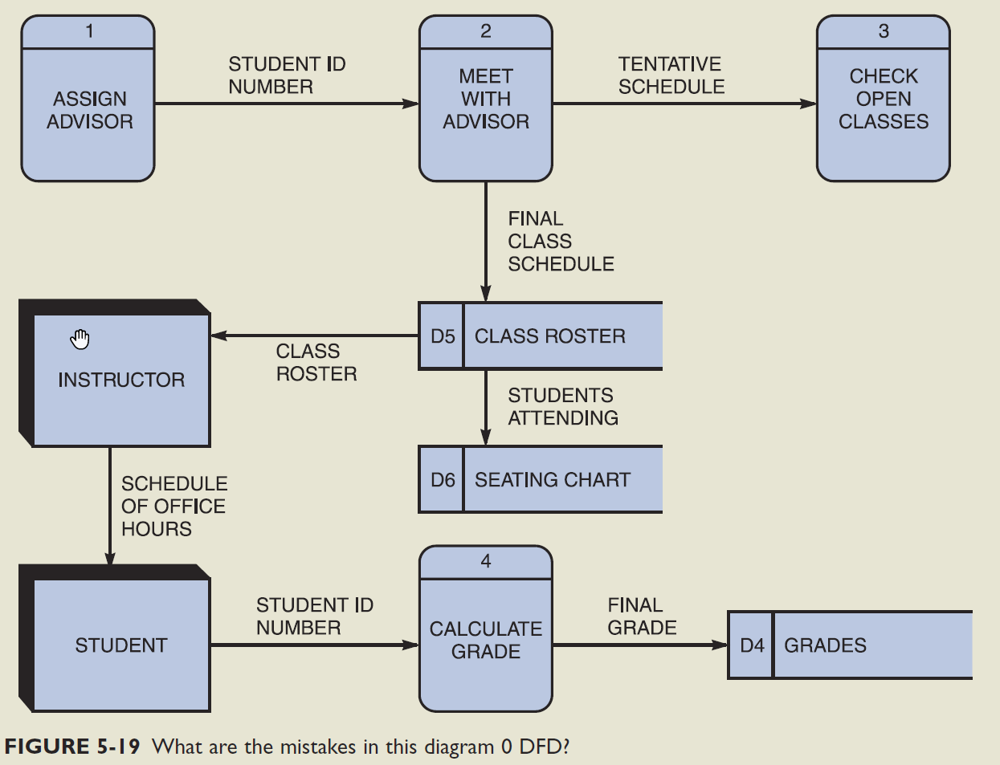 1
ASSIGN
ADVISOR
STUDENT ID
NUMBER
2
MEET
WITH
ADVISOR
TENTATIVE
SCHEDULE
3
CHECK
OPEN
CLASSES
FINAL
CLASS
SCHEDULE
INSTRUCTOR
CLASS
ROSTER
D5 CLASS ROSTER
STUDENTS
ATTENDING
D6 SEATING CHART
SCHEDULE
OF OFFICE
HOURS
STUDENT
STUDENT ID
NUMBER
4
CALCULATE
GRADE
FINAL
GRADE
D4 GRADES
FIGURE 5-19 What are the mistakes in this diagram 0 DFD?